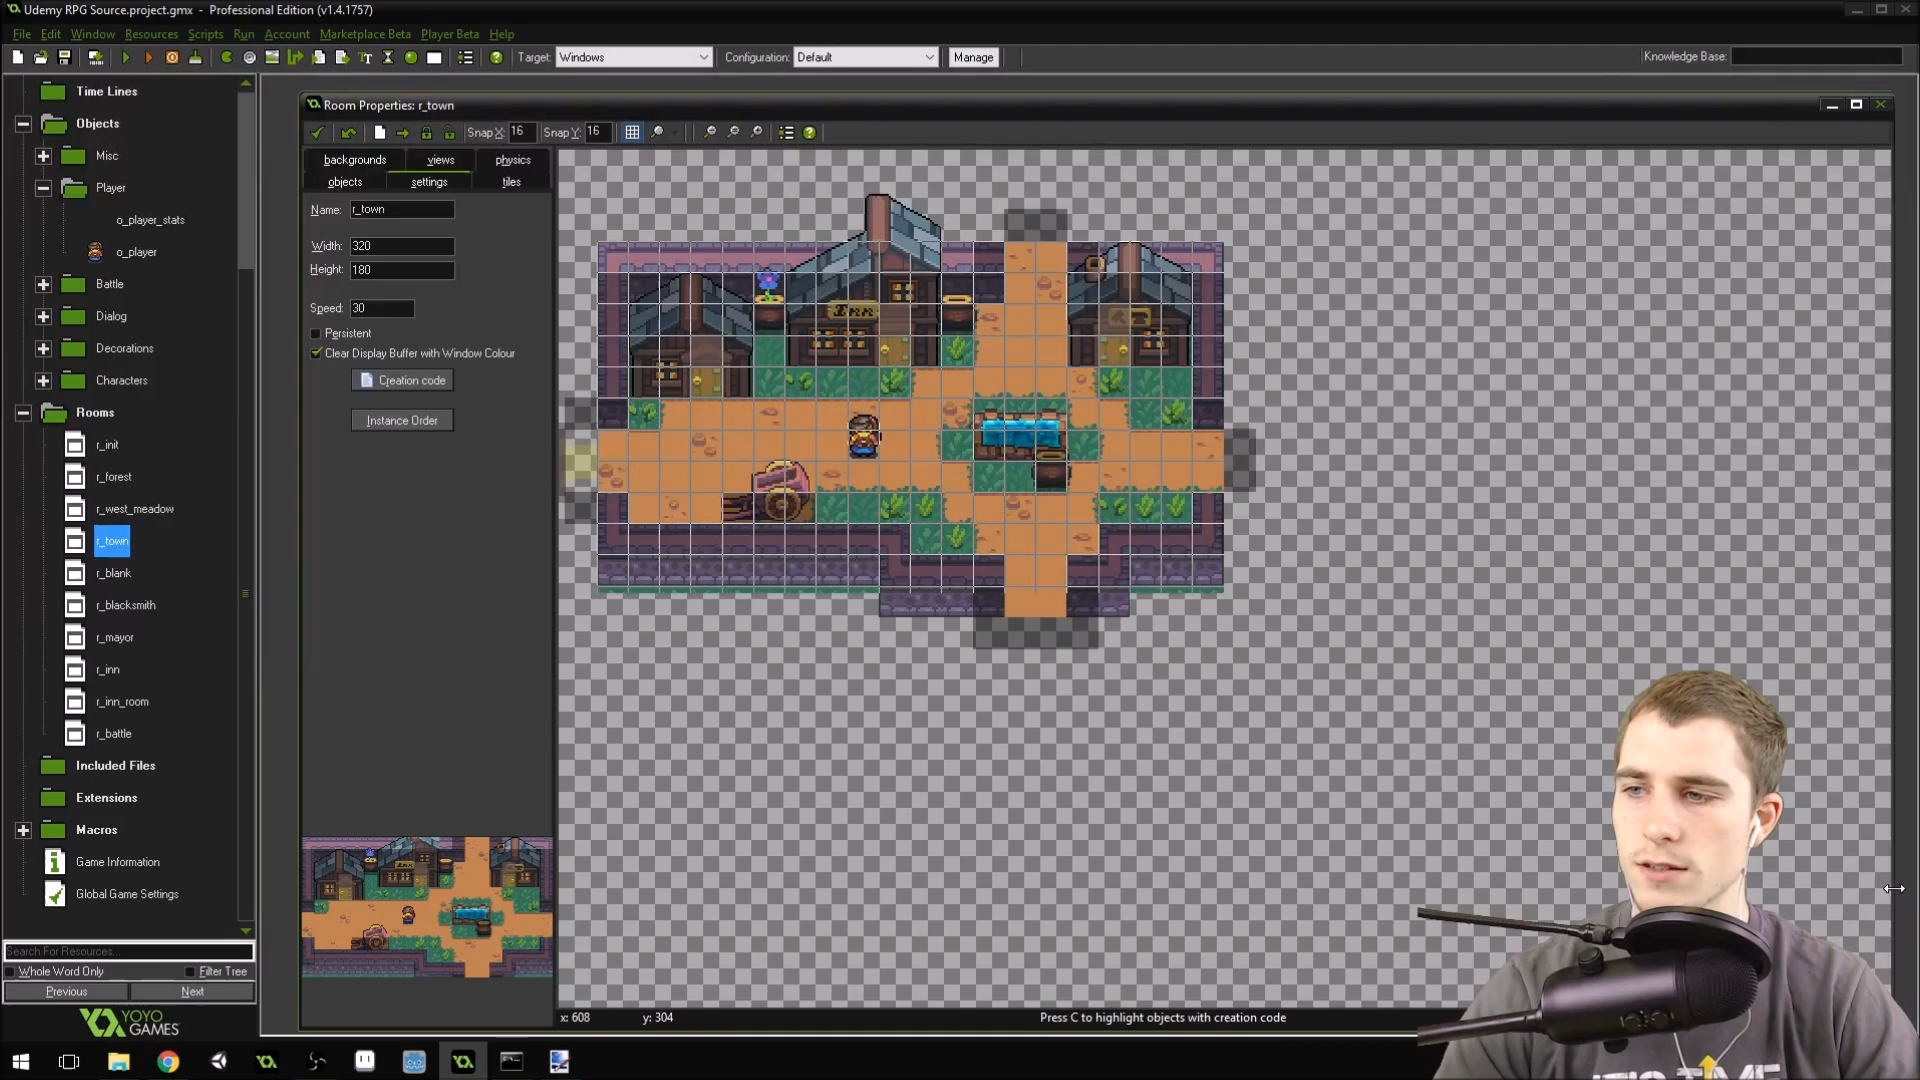 Udemy RPG Source.project.gmx - Professional Edition (v1.4.1757)
File Edit Window Resources Scripts Run Account Marketplace Beta Player Beta Help
Target: Windows Configuration: Default Manage Knowledge Base:
Time Lines
Objects
Misc
Player
o_player_stats
o_player
Battle
Dialog
Decorations
Characters
Rooms
r_init
r_forest
r_west_meadow
r_town
r_blank
r_blacksmith
r_mayor
r_inn
r_inn_room
r_battle
Included Files
Extensions
Macros
Game Information
Global Game Settings
Search For Resources...
Whole Word Only Filter Tree
Previous Next
YOYO
GAMES
Room Properties: r_town
Snap X: 16 Snap Y: 16
backgrounds views physics
objects settings tiles
Name: r_town
Width: 320
Height: 180
Speed: 30
Persistent
Clear Display Buffer with Window Colour
Creation code
Instance Order
Inn
x: 608 y: 304 Press C to highlight objects with creation code